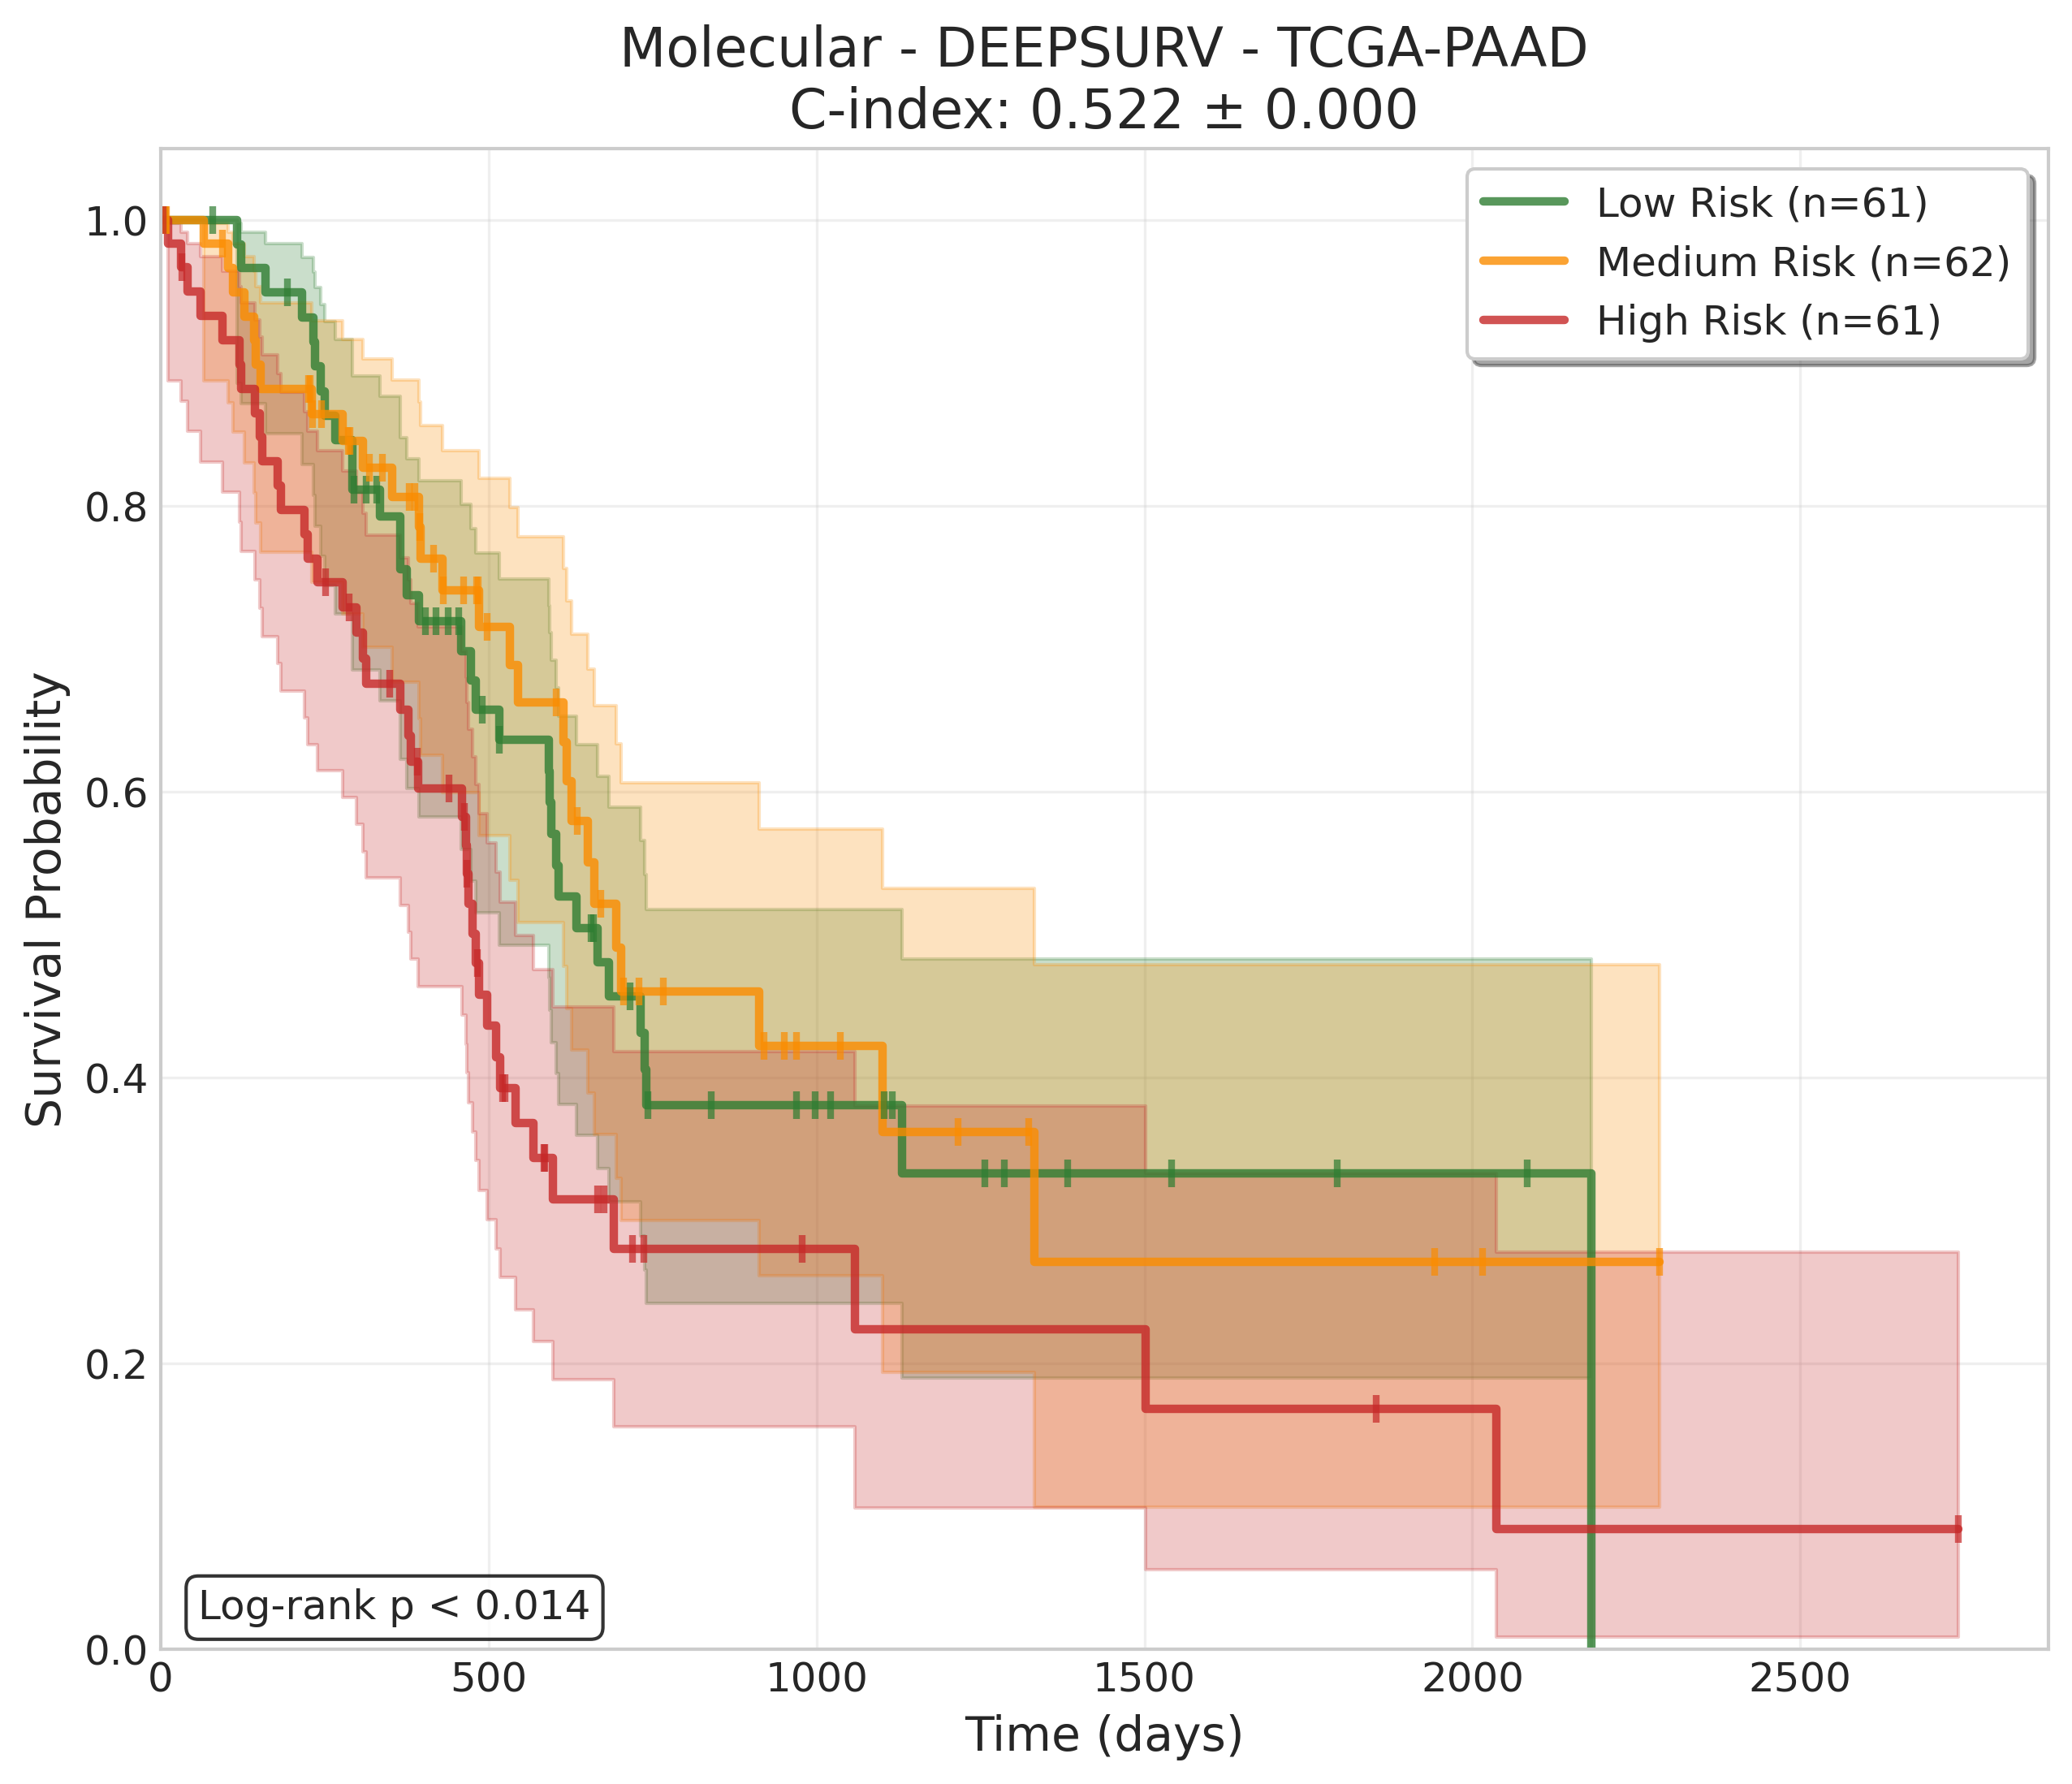 Molecular - DEEPSURV - TCGA-PAAD
C-index: 0.522 ± 0.000
Low Risk (n=61)
Medium Risk (n=62)
High Risk (n=61)
Survival Probability
1.0
0.8
0.6
0.4
0.2
0.0
Log-rank p < 0.014
0 500 1000 1500 2000 2500
Time (days)